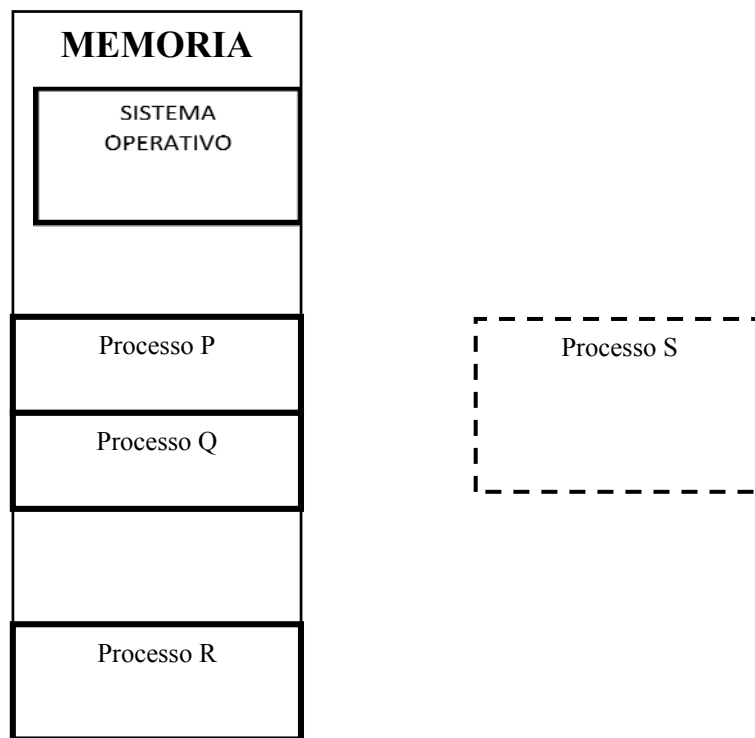 MEMORIA
SISTEMA
OPERATIVO
Processo P
Processo S
Processo Q
Processo R